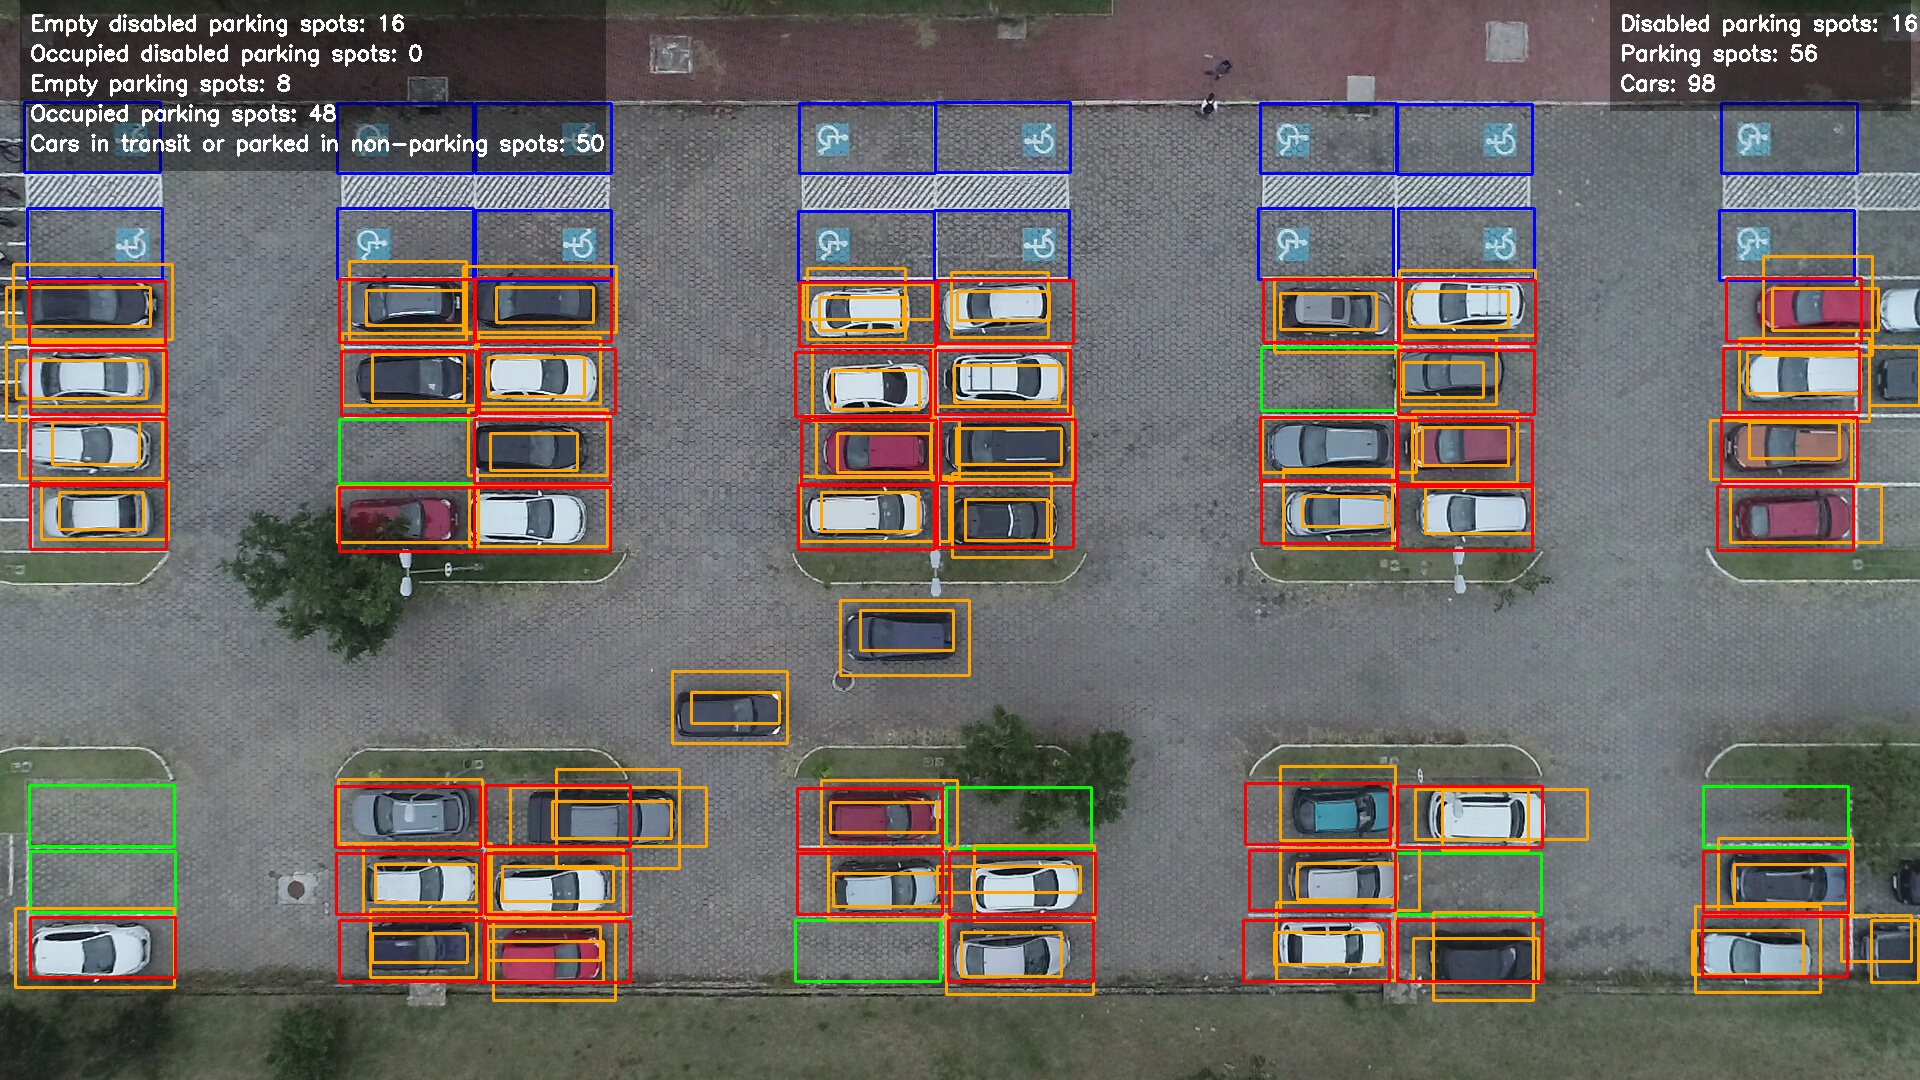 Empty disabled parking spots: 16
Occupied disabled parking spots: 0
Empty parking spots: 8
Occupied parking spots: 48
Cars in transit or parked in non-parking spots: 50
Disabled parking spots: 16
Parking spots: 56
Cars: 98